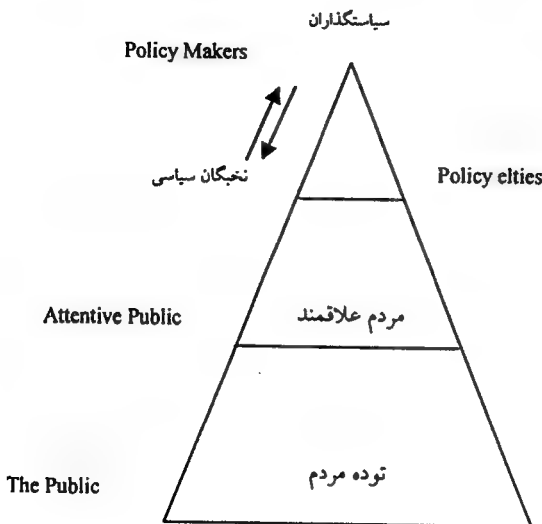 سیاستگذاران
Policy Makers
نخبگان سیاسی
Policy elties
Attentive Public
مردم علاقمند
توده مردم
The Public